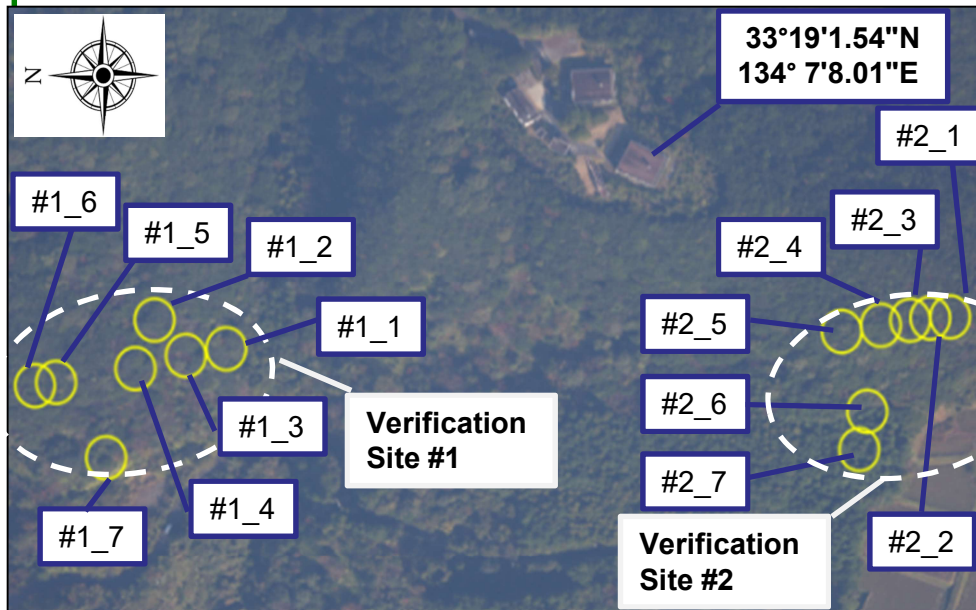 N
33°19'1.54"N
134° 7'8.01"E
#2_1
#1_6
#1_5
#1_2
#2_3
#2_4
#1_1
#2_5
#2_6
#1_3
Verification
Site #1
#2_7
#1_4
#1_7
Verification
Site #2
#2_2